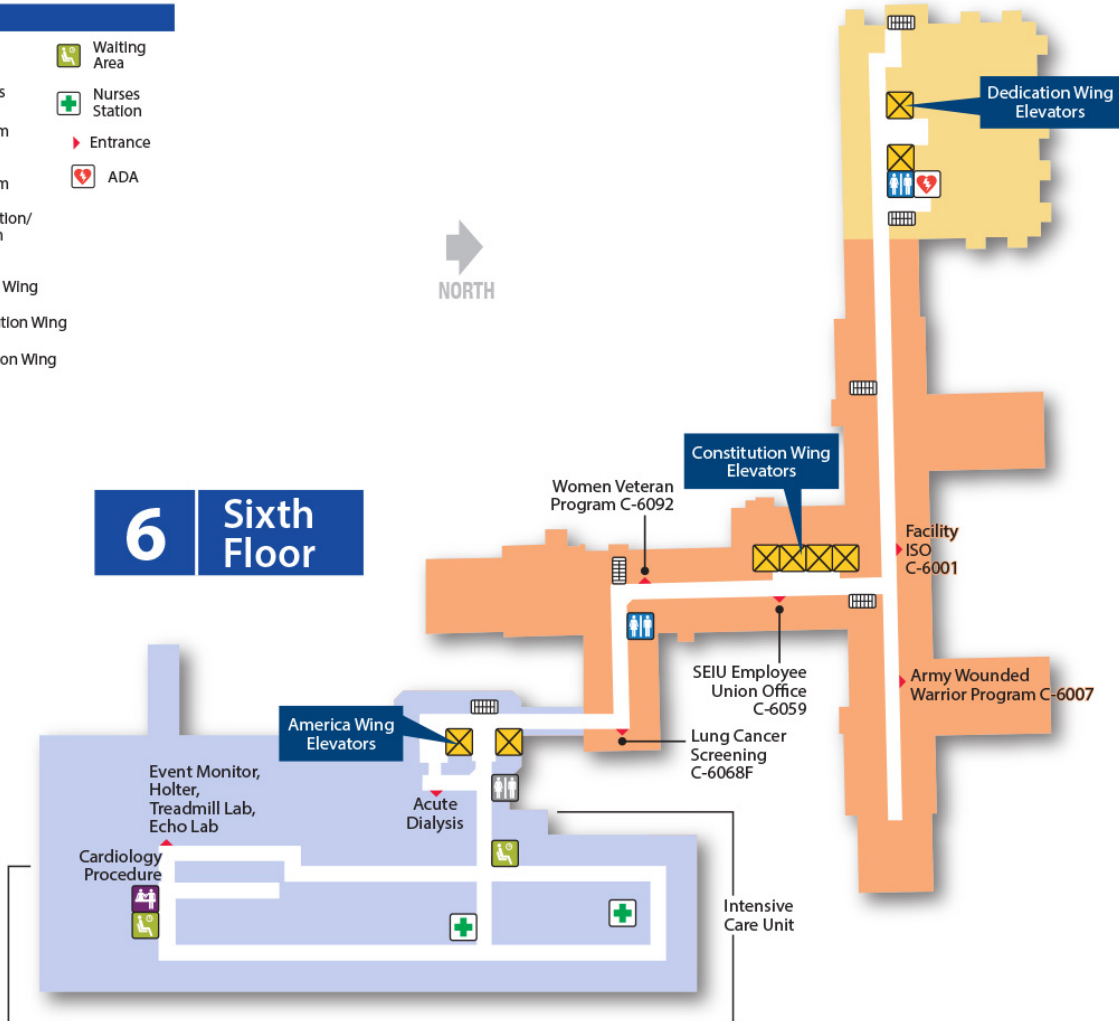 Waiting
Area
Nurses
Station
Entrance
ADA
s
m
m
tion/
n
Wing
tion Wing
on Wing
NORTH
Dedication Wing
Elevators
6
Sixth
Floor
Constitution Wing
Elevators
Women Veteran
Program C-6092
Facility
ISO
C-6001
SEIU Employee
Union Office
C-6059
Army Wounded
Warrior Program C-6007
Lung Cancer
Screening
C-6068F
America Wing
Elevators
Acute
Dialysis
Event Monitor,
Holter,
Treadmill Lab,
Echo Lab
Cardiology
Procedure
Intensive
Care Unit